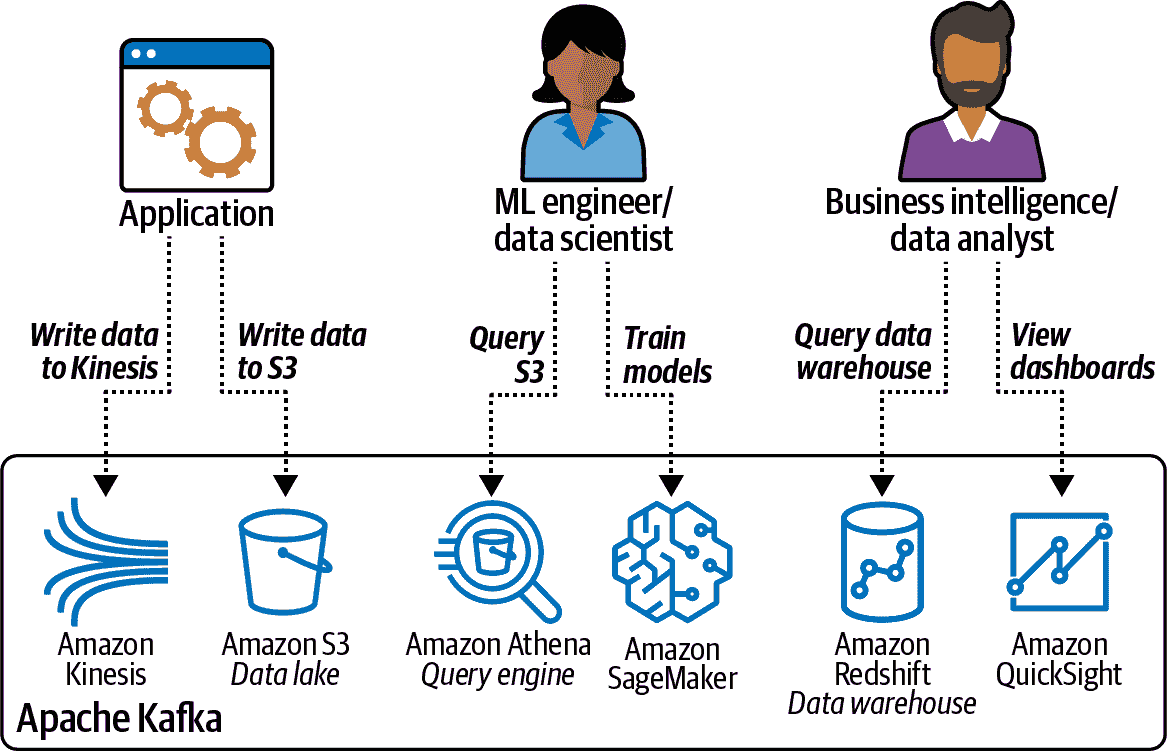 Application
ML engineer/
data scientist
Business intelligence/
data analyst
Write data
to Kinesis
Write data
to S3
Query
S3
Train
models
Query data
warehouse
View
dashboards
Amazon
Kinesis
Amazon S3
Data lake
Amazon Athena
Query engine
Amazon
SageMaker
Amazon
Redshift
Data warehouse
Amazon
QuickSight
Apache Kafka